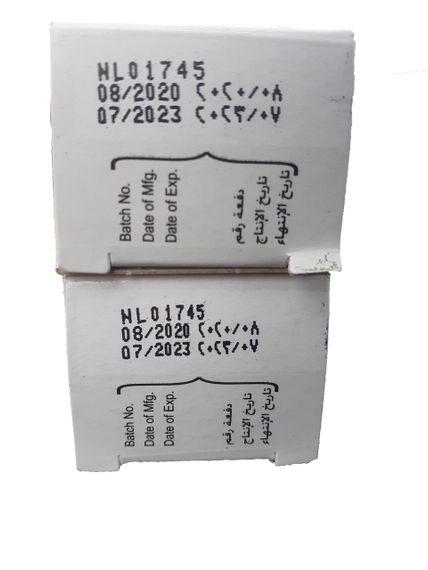 NL01745
08/2020 ٢٠٢٠/٠٨
07/2023 ٢٠٢٣/٠٧
Batch No.
Date of Mfg.
Date of Exp.
دفعة رقم
تاريخ الإنتاج
تاريخ الإنتهاء
NL01745
08/2020 ٢٠٢٠/٠٨
07/2023 ٢٠٢٣/٠٧
Batch No.
Date of Mfg.
Date of Exp.
دفعة رقم
تاريخ الإنتاج
تاريخ الإنتهاء